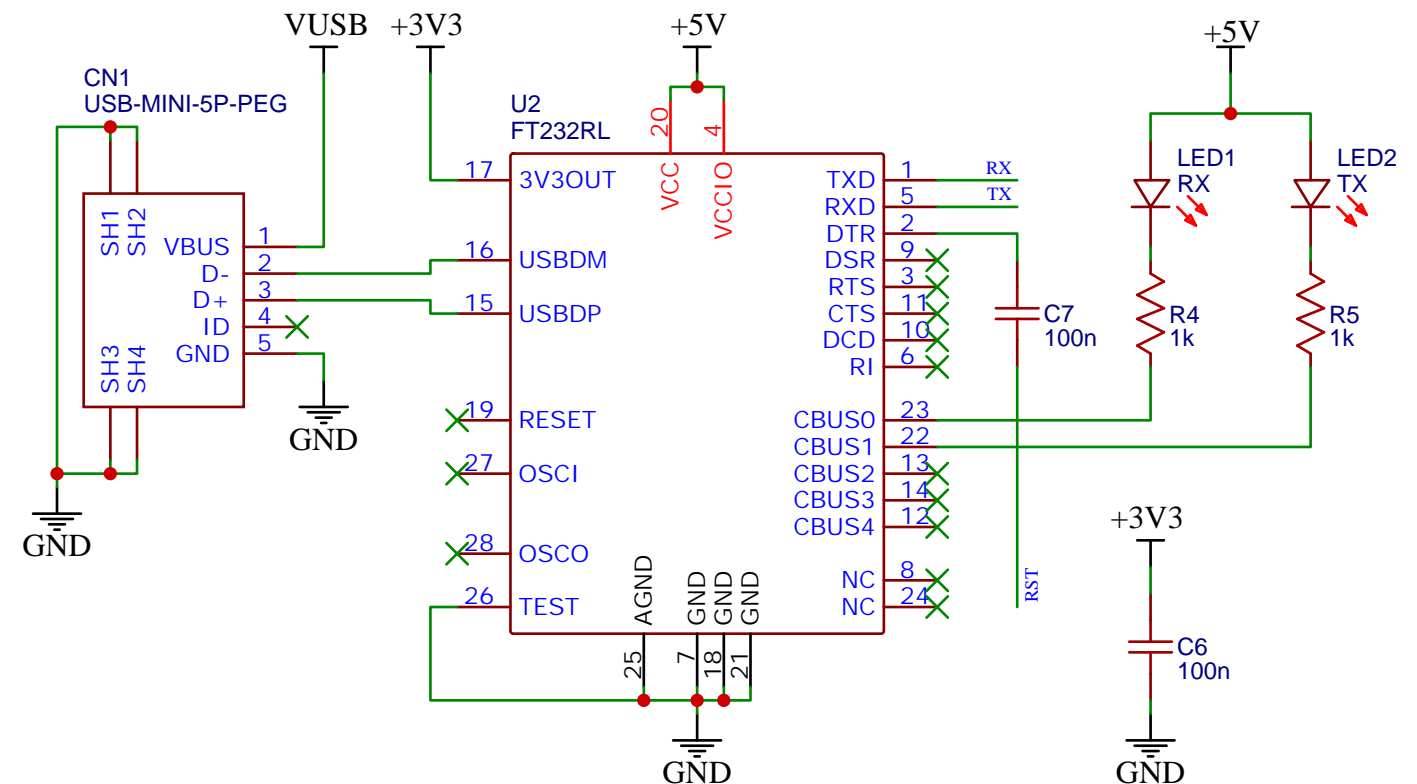 VUSB
+3V3
+5V
+5V
CN1
USB-MINI-5P-PEG
SH1
SH2
SH3
SH4
VBUS 1
D- 2
D+ 3
ID 4
GND 5
GND
GND
U2
FT232RL
20
VCC
4
VCCIO
17 3V3OUT
16 USBDM
15 USBDP
19 RESET
27 OSCI
28 OSCO
26 TEST
AGND
25
GND
7
GND
18
GND
21
GND
TXD 1 RX
RXD 5 TX
DTR 2
DSR 9
RTS 3
CTS 11
DCD 10
RI 6
CBUS0 23
CBUS1 22
CBUS2 13
CBUS3 14
CBUS4 12
NC 8
NC 24
C7
100n
RST
LED1
RX
LED2
TX
R4
1k
R5
1k
+3V3
C6
100n
GND